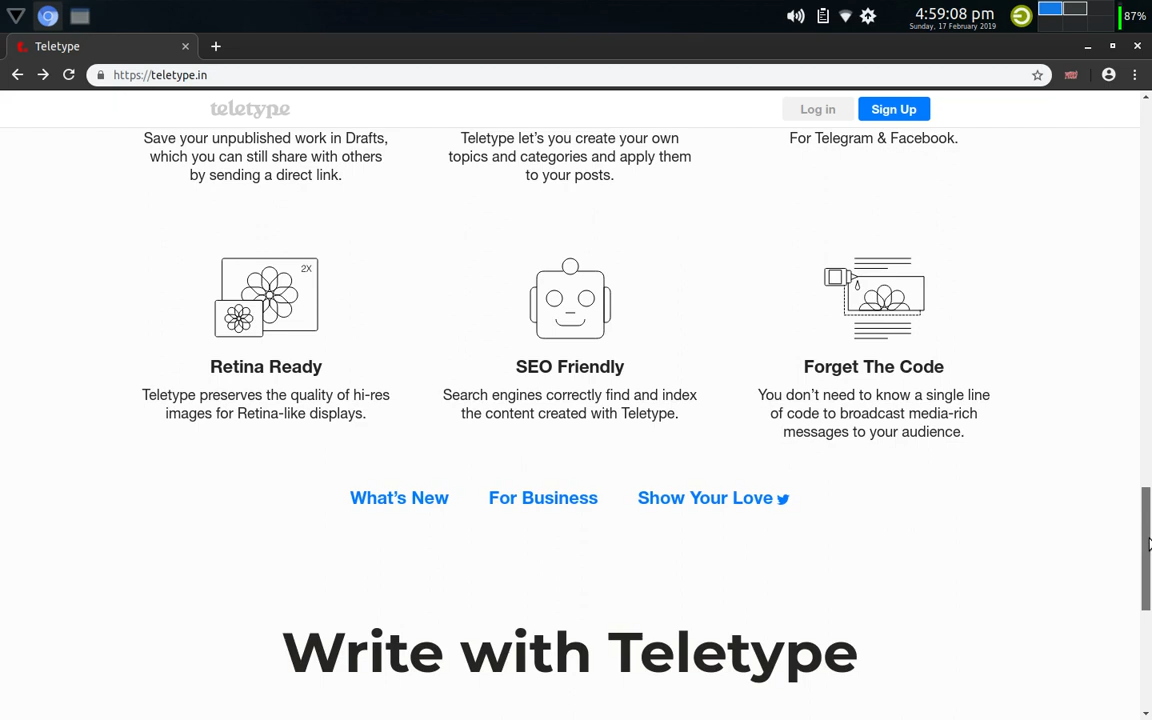 4:59:08 pm
Sunday, 17 February 2019
87%
Teletype
https://teletype.in
teletype
Log in
Sign Up
Save your unpublished work in Drafts,
which you can still share with others
by sending a direct link.
Teletype let's you create your own
topics and categories and apply them
to your posts.
For Telegram & Facebook.
2X
Retina Ready
Teletype preserves the quality of hi-res
images for Retina-like displays.
SEO Friendly
Search engines correctly find and index
the content created with Teletype.
Forget The Code
You don't need to know a single line
of code to broadcast media-rich
messages to your audience.
What's New
For Business
Show Your Love
Write with Teletype